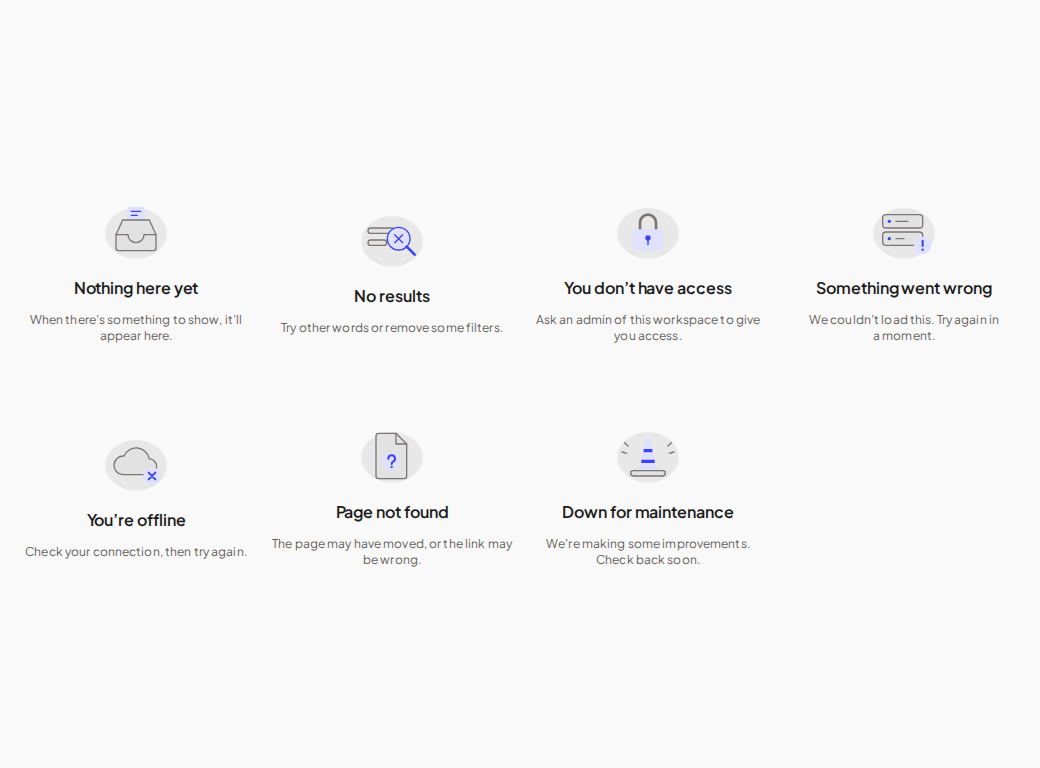 Nothing here yet
When there's something to show, it'll
appear here.
No results
Try other words or remove some filters.
You don’t have access
Ask an admin of this workspace to give
you access.
Something went wrong
We couldn't load this. Try again in
a moment.
You’re offline
Check your connection, then try again.
?
Page not found
The page may have moved, or the link may
be wrong.
Down for maintenance
We're making some improvements.
Check back soon.